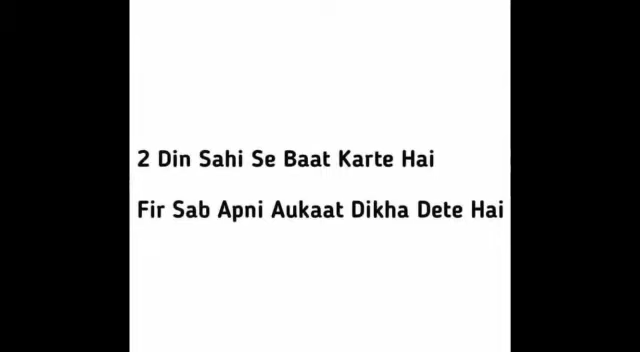 2 Din Sahi Se Baat Karte Hai
Fir Sab Apni Aukaat Dikha Dete Hai